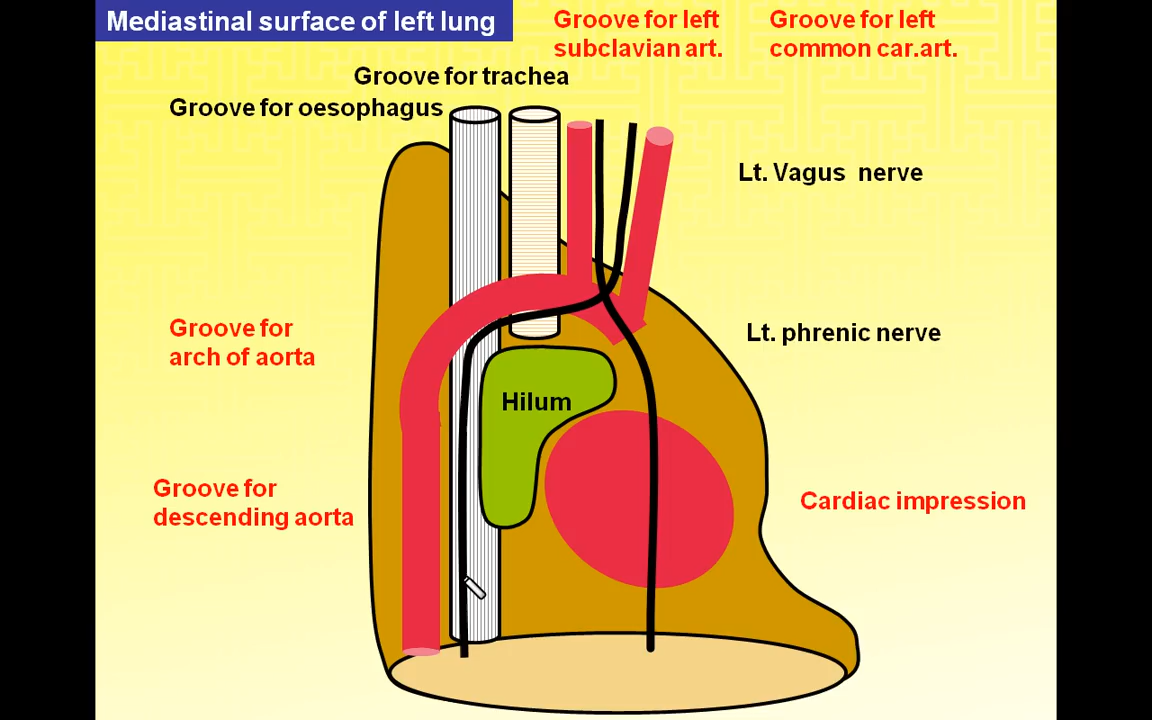 Mediastinal surface of left lung
Groove for left
subclavian art.
Groove for left
common car.art.
Groove for trachea
Groove for oesophagus
Lt. Vagus nerve
Groove for
arch of aorta
Lt. phrenic nerve
Hilum
Groove for
descending aorta
Cardiac impression